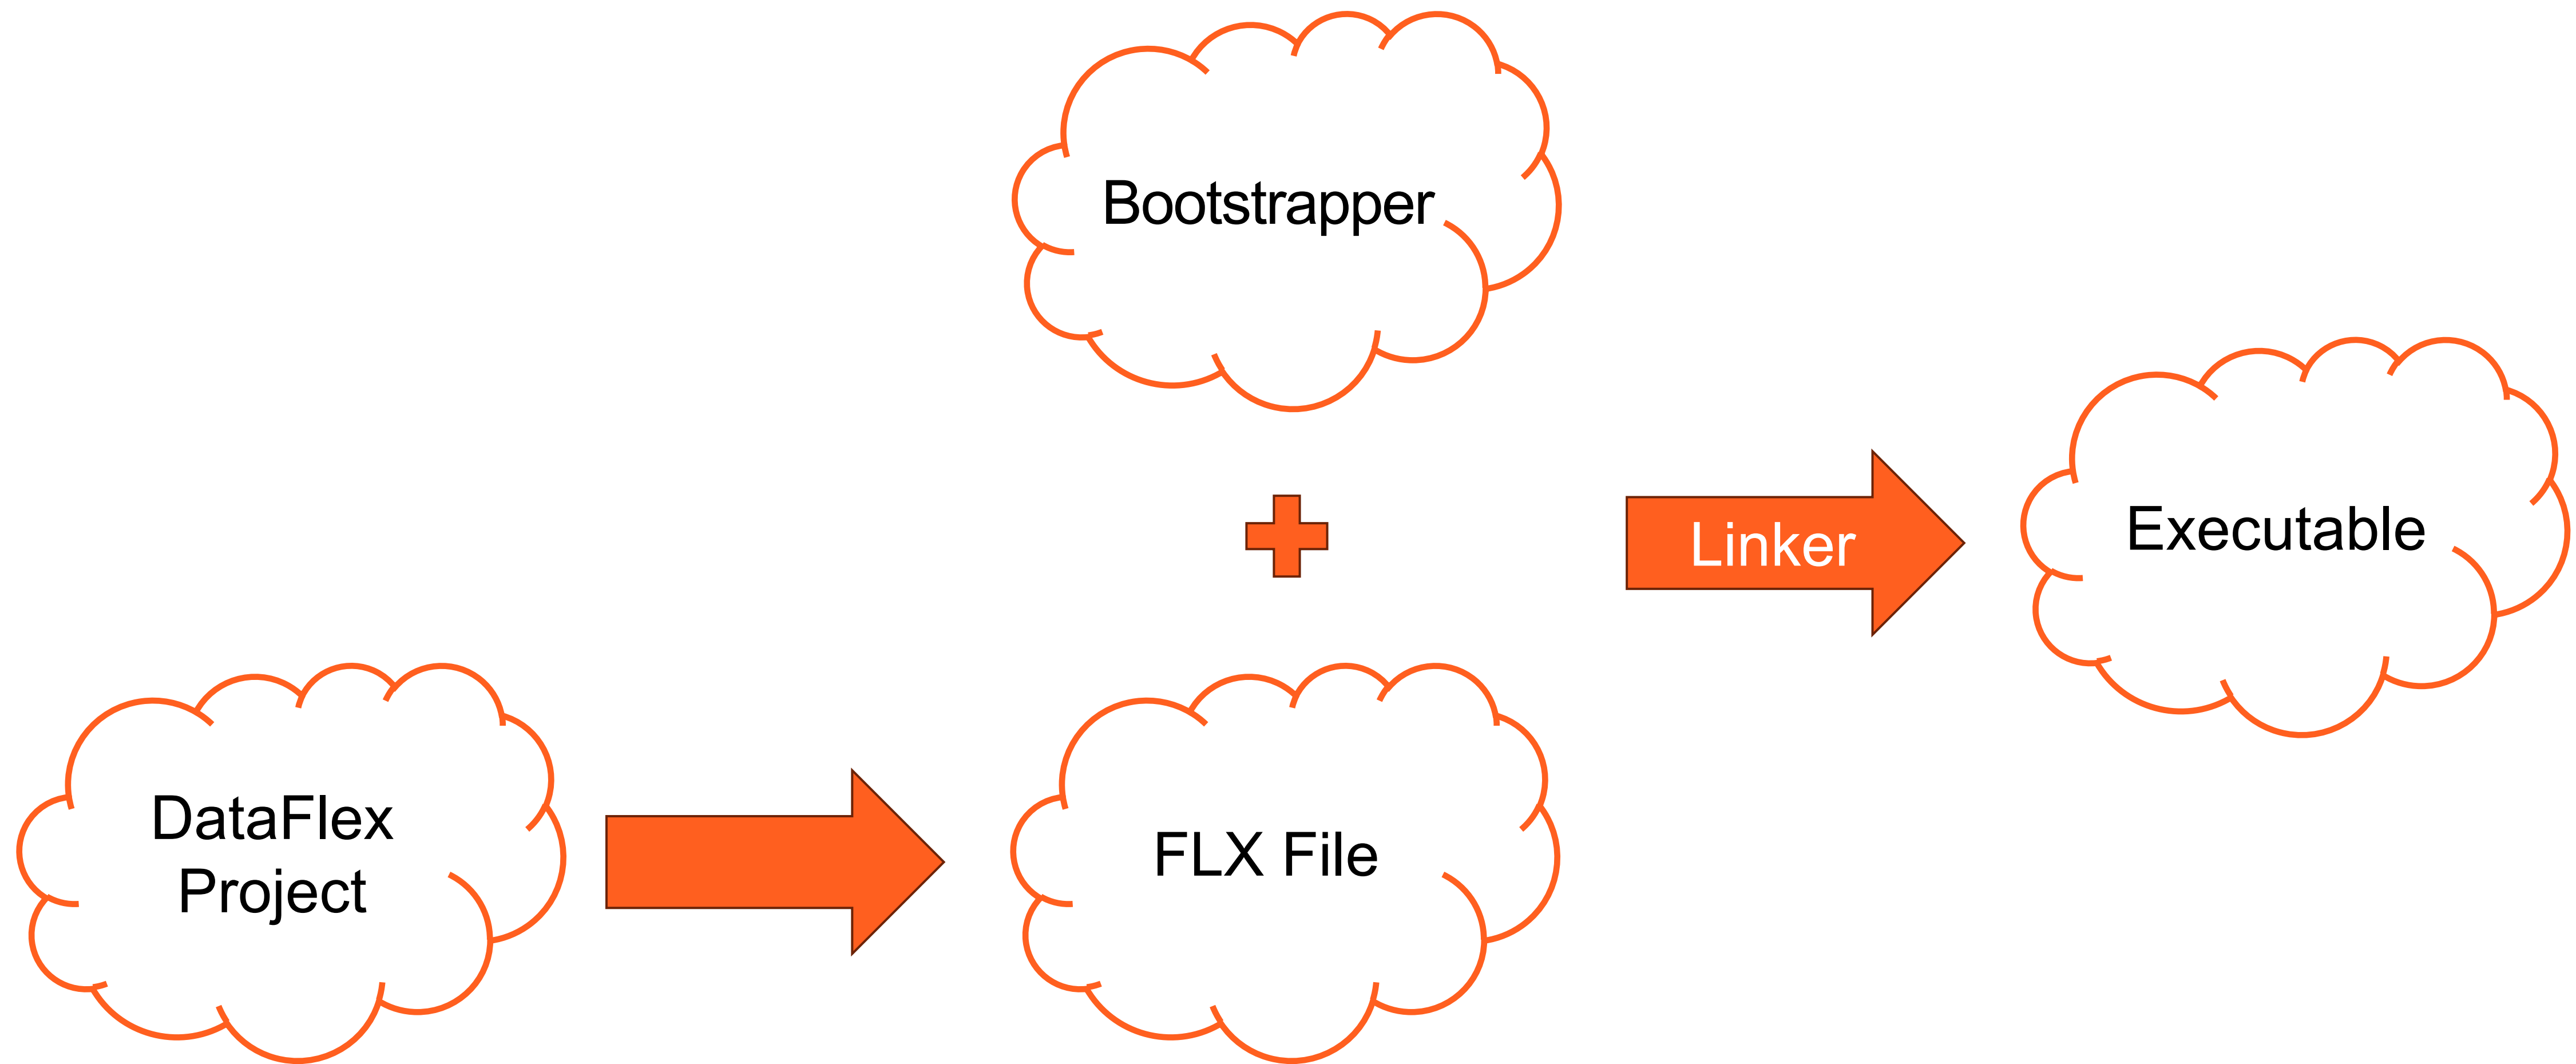 Bootstrapper
Linker
Executable
DataFlex
Project
FLX File